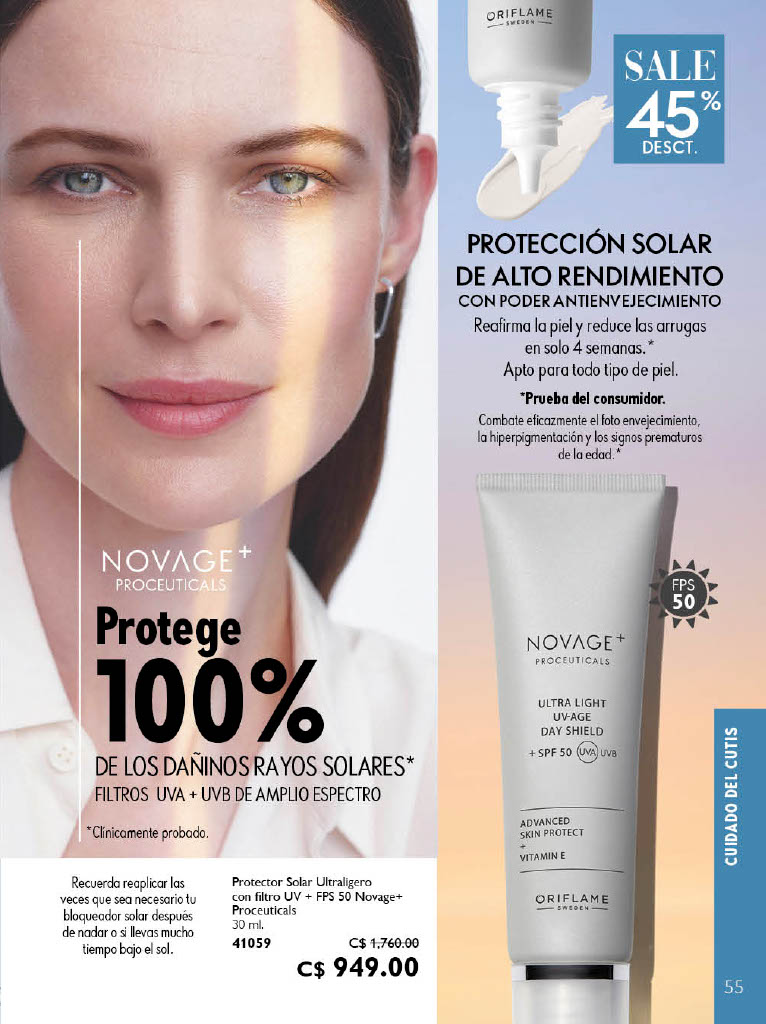 NOVAGE+
PROCEUTICALS
Protege
100%
DE LOS DAÑINOS RAYOS SOLARES*
FILTROS UVA + UVB DE AMPLIO ESPECTRO
*Clínicamente probado.
Recuerda reaplicar las
veces que sea necesario tu
bloqueador solar después
de nadar o si llevas mucho
tiempo bajo el sol.
Protector Solar Ultraligero
con filtro UV + FPS 50 Novage+
Proceuticals
30 ml.
41059 C$ 1,760.00
C$ 949.00
ORIFLAME
SWEDEN
SALE
45%
DESCT.
PROTECCIÓN SOLAR
DE ALTO RENDIMIENTO
CON PODER ANTIENVEJECIMIENTO
Reafirma la piel y reduce las arrugas
en solo 4 semanas.*
Apto para todo tipo de piel.
*Prueba del consumidor.
Combate eficazmente el foto envejecimiento,
la hiperpigmentación y los signos prematuros
de la edad.*
FPS
50
NOVAGE+
PROCEUTICALS
ULTRA LIGHT
UV-AGE
DAY SHIELD
+ SPF 50 UVA UVB
ADVANCED
SKIN PROTECT
+
VITAMIN E
ORIFLAME
SWEDEN
CUIDADO DEL CUTIS
55